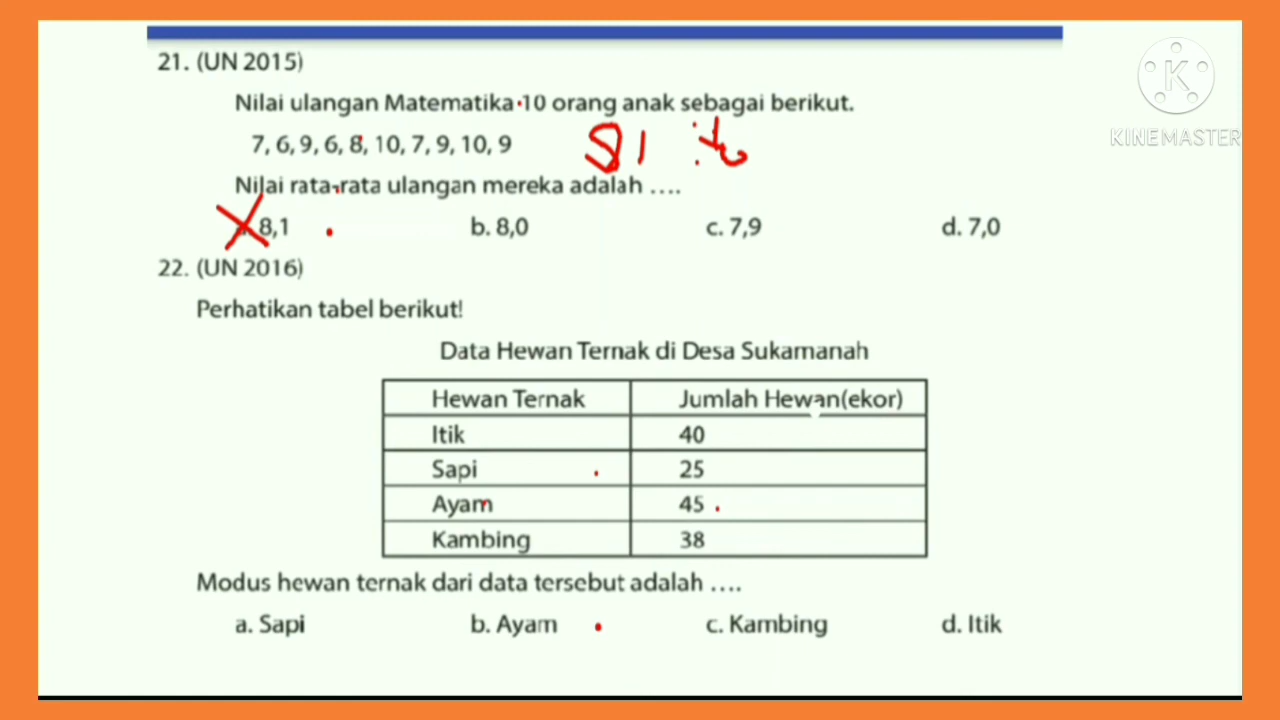 21. (UN 2015)
Nilai ulangan Matematika 10 orang anak sebagai berikut.
7, 6, 9, 6, 8, 10, 7, 9, 10, 9
81 : 10
Nilai rata-rata ulangan mereka adalah ....
a. 8,1 b. 8,0 c. 7,9 d. 7,0
22. (UN 2016)
Perhatikan tabel berikut!
Data Hewan Ternak di Desa Sukamanah
Hewan Ternak Jumlah Hewan(ekor)
Itik 40
Sapi 25
Ayam 45
Kambing 38
Modus hewan ternak dari data tersebut adalah ....
a. Sapi b. Ayam c. Kambing d. Itik
K
KINEMASTER